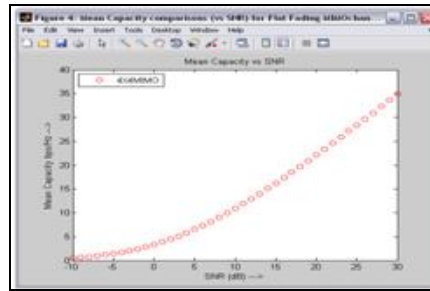 Figure 4: Mean Capacity comparisons (vs SNR) for Flat Fading MIMO chan...
File Edit View Insert Tools Desktop Window Help
Mean Capacity vs SNR
4x4MIMO
Mean Capacity bps/Hz --->
40
35
30
25
20
15
10
5
0
-10 -5 0 5 10 15 20 25 30
SNR (dB) --->